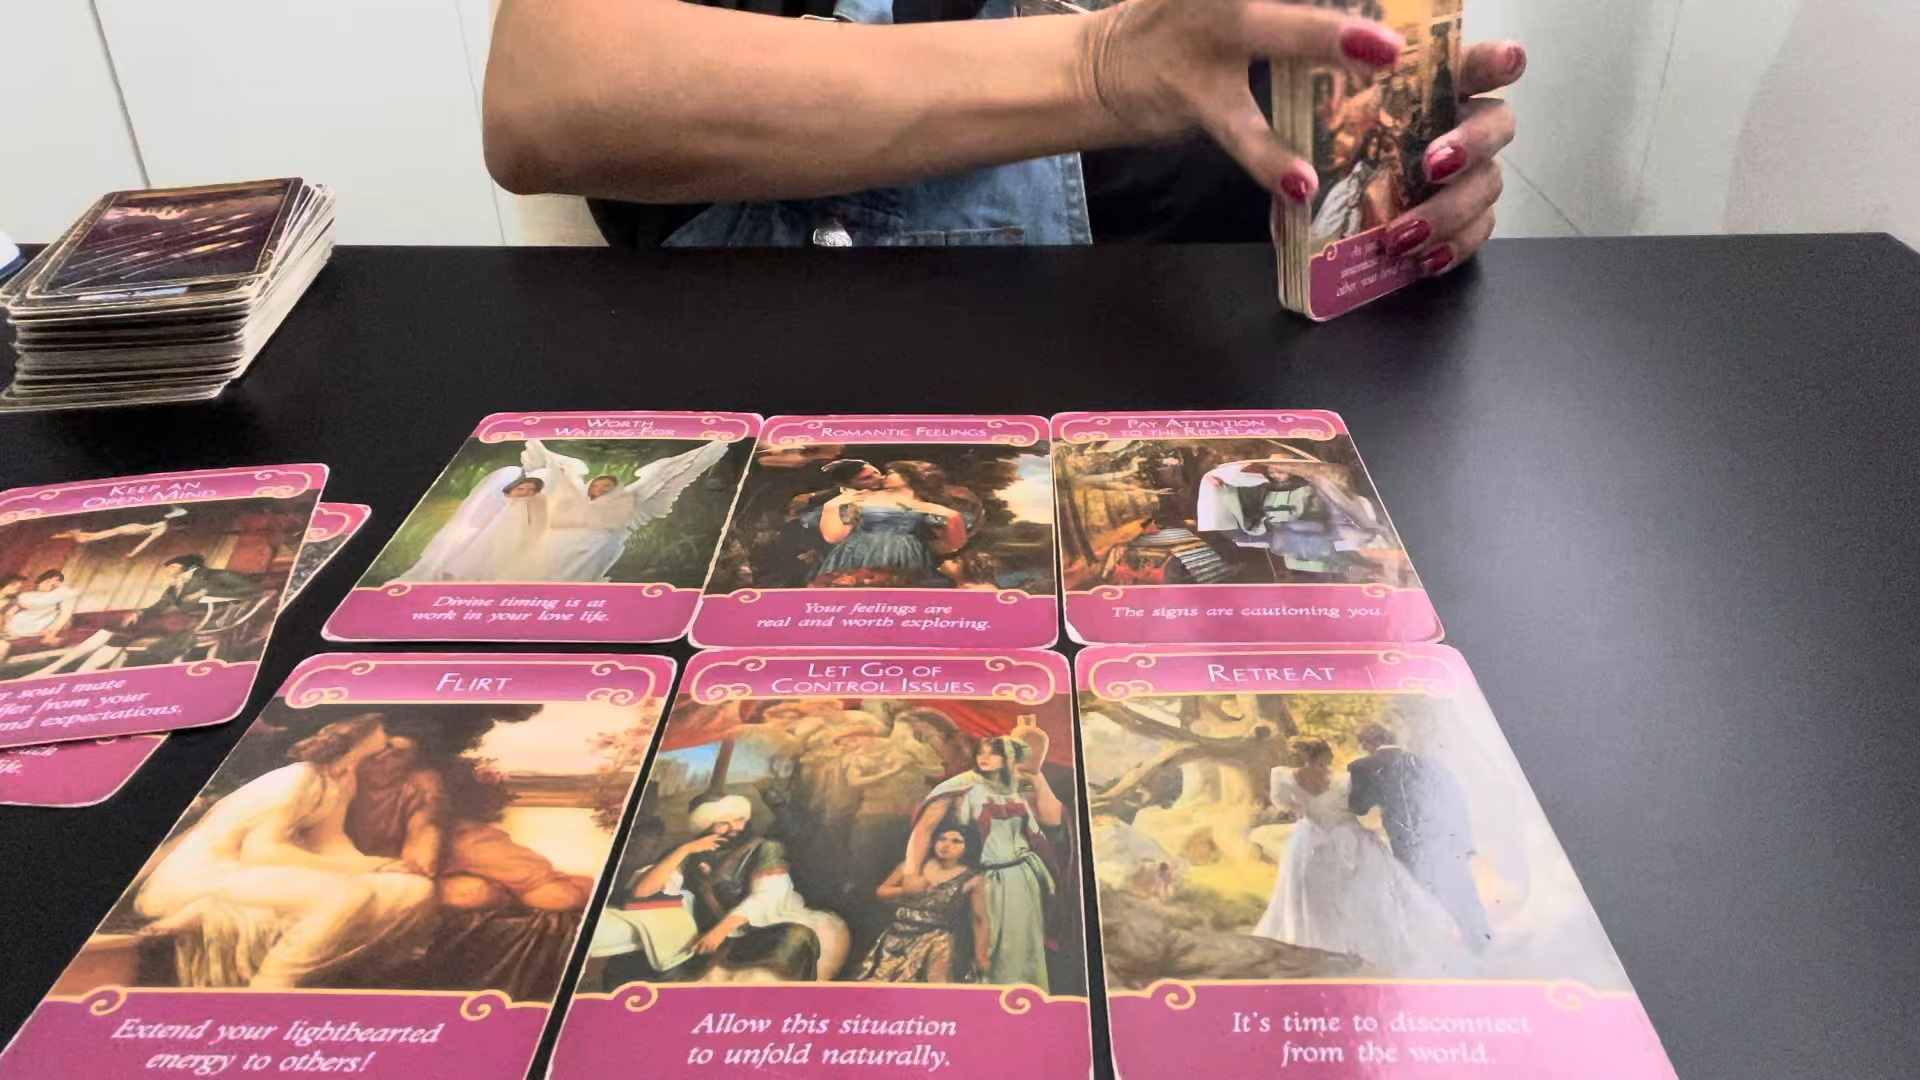 WORTH
WAITING FOR
Divine timing is at
work in your love life.
ROMANTIC FEELINGS
Your feelings are
real and worth exploring.
PAY ATTENTION
TO THE RED FLAGS
The signs are cautioning you.
KEEP AN
OPEN MIND
soul mate
from your
expectations.
FLIRT
Extend your lighthearted
energy to others!
LET GO OF
CONTROL ISSUES
Allow this situation
to unfold naturally.
RETREAT
It's time to disconnect
from the world.